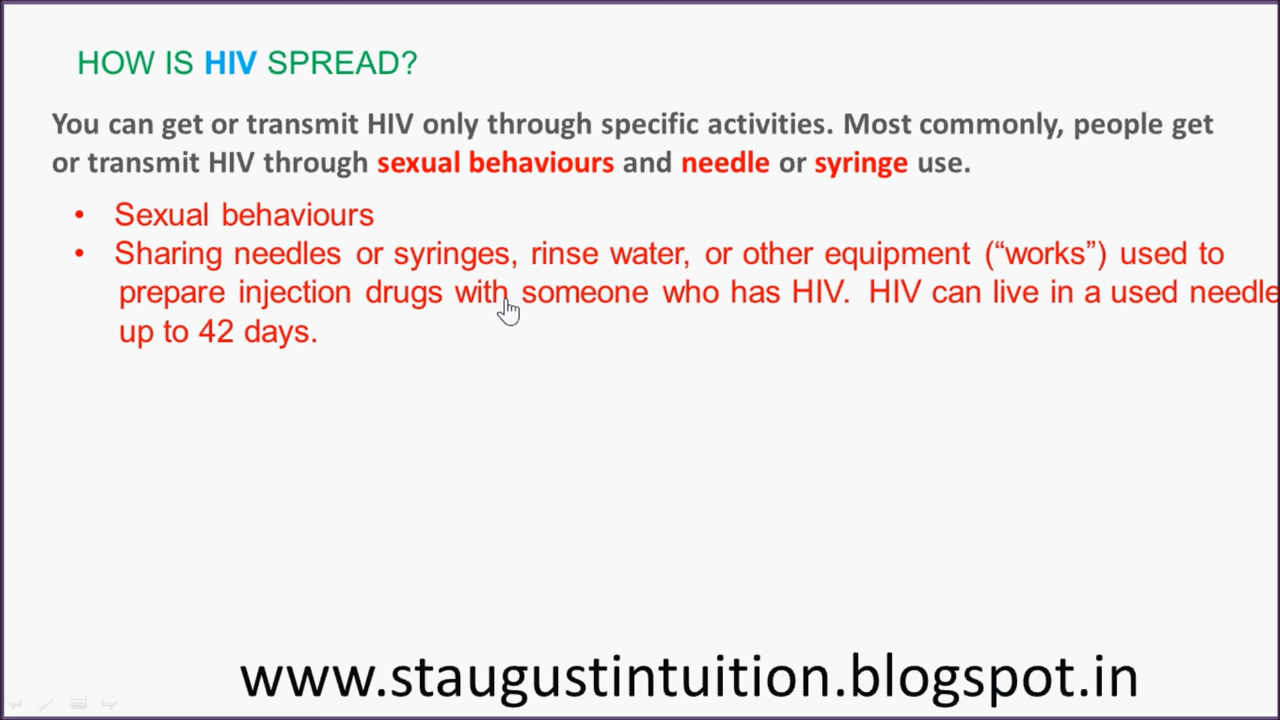 HOW IS HIV SPREAD?
You can get or transmit HIV only through specific activities. Most commonly, people get
or transmit HIV through sexual behaviours and needle or syringe use.
• Sexual behaviours
• Sharing needles or syringes, rinse water, or other equipment (“works”) used to
prepare injection drugs with someone who has HIV. HIV can live in a used needle
up to 42 days.
www.staugustintuition.blogspot.in